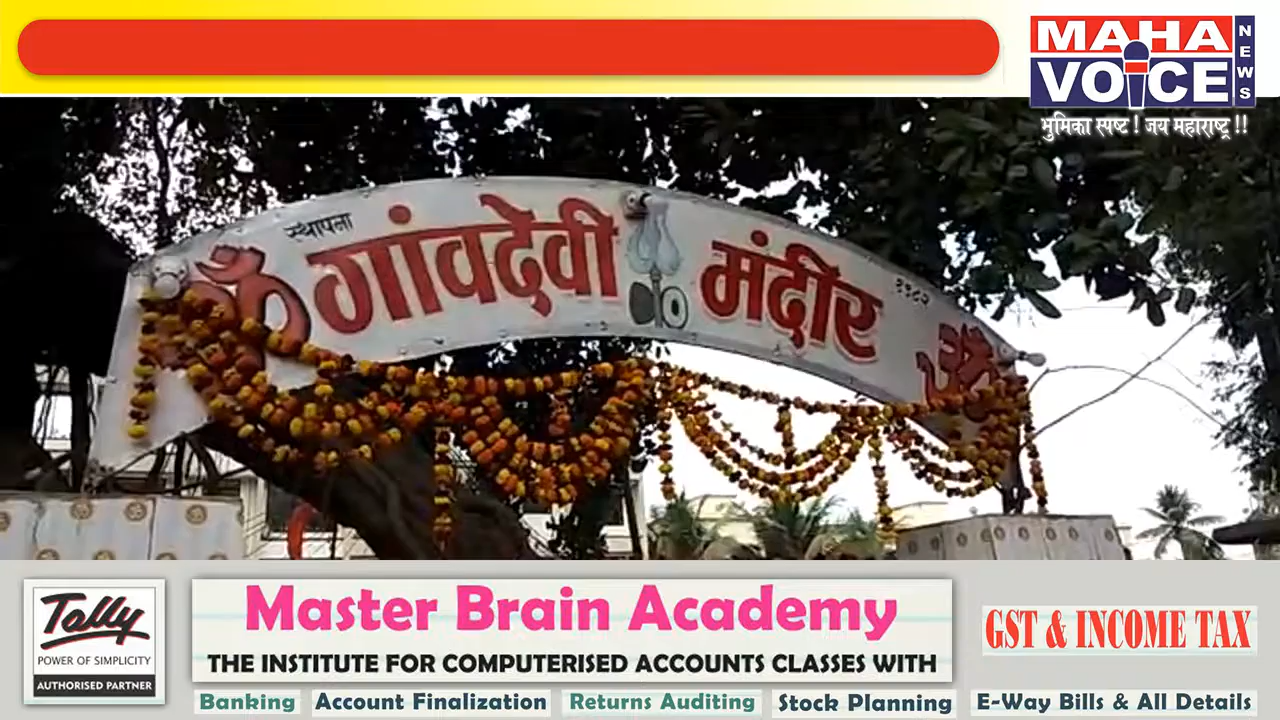 MAHA
VOICE
NEWS
भुमिका स्पष्ट ! जय महाराष्ट्र !!
स्थापना
ॐ गांवदेवी मंदीर ॐ
Tally
POWER OF SIMPLICITY
AUTHORISED PARTNER
Master Brain Academy
THE INSTITUTE FOR COMPUTERISED ACCOUNTS CLASSES WITH
GST & INCOME TAX
Banking
Account Finalization
Returns Auditing
Stock Planning
E-Way Bills & All Details